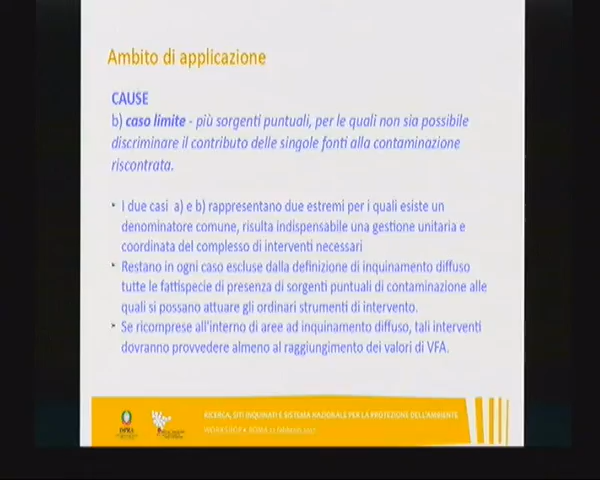 Ambito di applicazione
CAUSE
b) caso limite - più sorgenti puntuali, per le quali non sia possibile
discriminare il contributo delle singole fonti alla contaminazione
riscontrata.
I due casi a) e b) rappresentano due estremi per i quali esiste un
denominatore comune, risulta indispensabile una gestione unitaria e
coordinata del complesso di interventi necessari
Restano in ogni caso escluse dalla definizione di inquinamento diffuso
tutte le fattispecie di presenza di sorgenti puntuali di contaminazione alle
quali si possano attuare gli ordinari strumenti di intervento.
Se ricomprese all'interno di aree ad inquinamento diffuso, tali interventi
dovranno provvedere almeno al raggiungimento dei valori di VFA.
RICERCA, SITI INQUINATI E SISTEMA NAZIONALE PER LA PROTEZIONE DELL'AMBIENTE